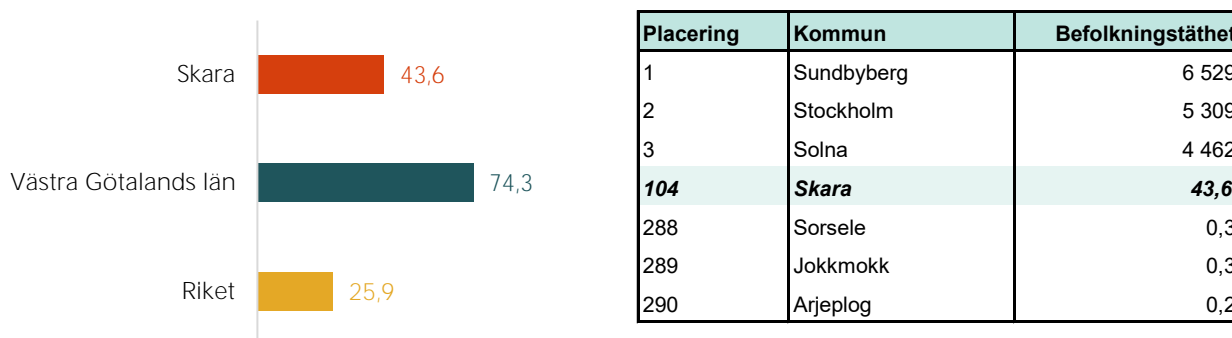 Skara 43,6
Västra Götalands län 74,3
Riket 25,9
Placering Kommun Befolkningstäthet
1 Sundbyberg 6 529
2 Stockholm 5 309
3 Solna 4 462
104 Skara 43,6
288 Sorsele 0,3
289 Jokkmokk 0,3
290 Arjeplog 0,2